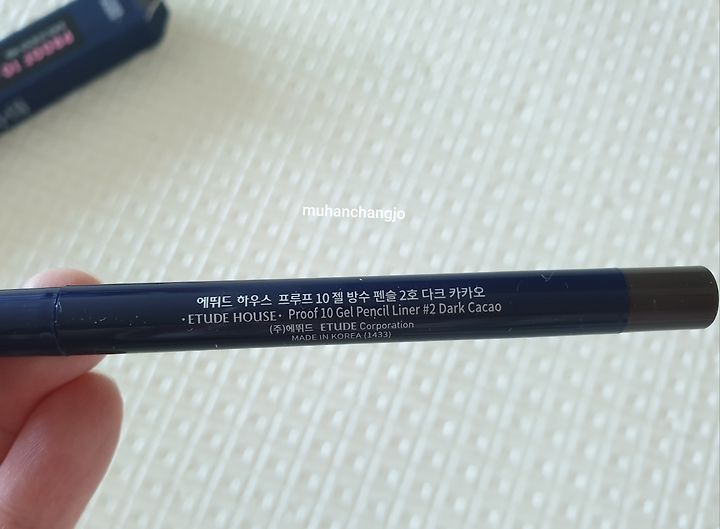 PROOF 10
muhanchangjo
에뛰드 하우스 프루프 10 젤 방수 펜슬 2호 다크 카카오
·ETUDE HOUSE· Proof 10 Gel Pencil Liner #2 Dark Cacao
(주)에뛰드 ETUDE Corporation
MADE IN KOREA (1433)